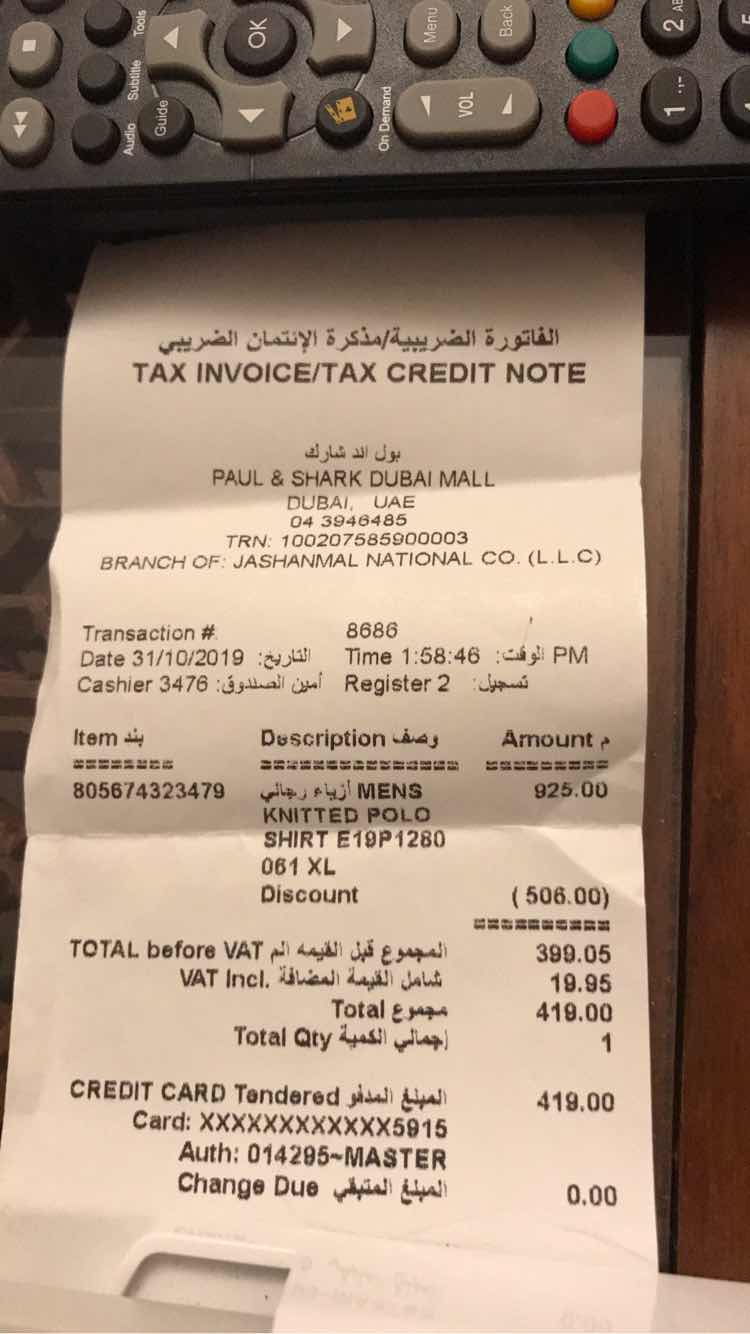 Tools
Subtitle
Audio
Guide
OK
On Demand
Menu
Back
VOL
2 AB
1 .,-
الفاتورة الضريبية/مذكرة الإئتمان الضريبي
TAX INVOICE/TAX CREDIT NOTE
بول اند شارك
PAUL & SHARK DUBAI MALL
DUBAI, UAE
04 3946485
TRN: 100207585900003
BRANCH OF: JASHANMAL NATIONAL CO. (L.L.C)
Transaction # 8686
Date 31/10/2019 التاريخ: Time 1:58:46 الوقت: PM
Cashier 3476 أمين الصندوق: Register 2 تسجيل:
Item بند Description وصف Amount م
======== =============== ==========
805674323479 أزياء رجالي MENS 925.00
KNITTED POLO
SHIRT E19P1280
061 XL
Discount ( 506.00)
==========
TOTAL before VAT المجموع قبل القيمه الم 399.05
VAT Incl. شامل القيمة المضافة 19.95
Total مجموع 419.00
Total Qty إجمالي الكمية 1
CREDIT CARD Tendered المبلغ المدفو 419.00
Card: XXXXXXXXXXXX5915
Auth: 014295~MASTER
Change Due المبلغ المتبقي 0.00